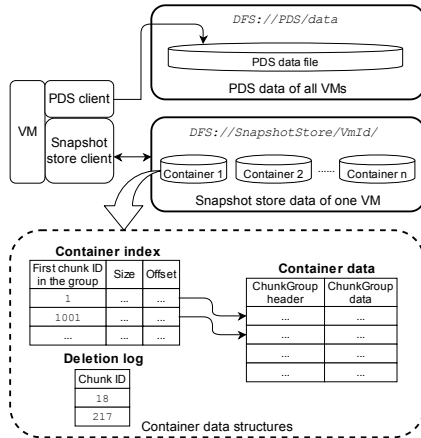 DFS://PDS/data
PDS data file
PDS data of all VMs
PDS client
VM
Snapshot
store client
DFS://SnapshotStore/VmId/
Container 1
Container 2
......
Container n
Snapshot store data of one VM
Container index
First chunk ID
in the group
Size
Offset
1
...
...
1001
...
...
...
...
...
Container data
ChunkGroup
header
ChunkGroup
data
...
...
...
...
...
...
...
...
Deletion log
Chunk ID
18
217
Container data structures